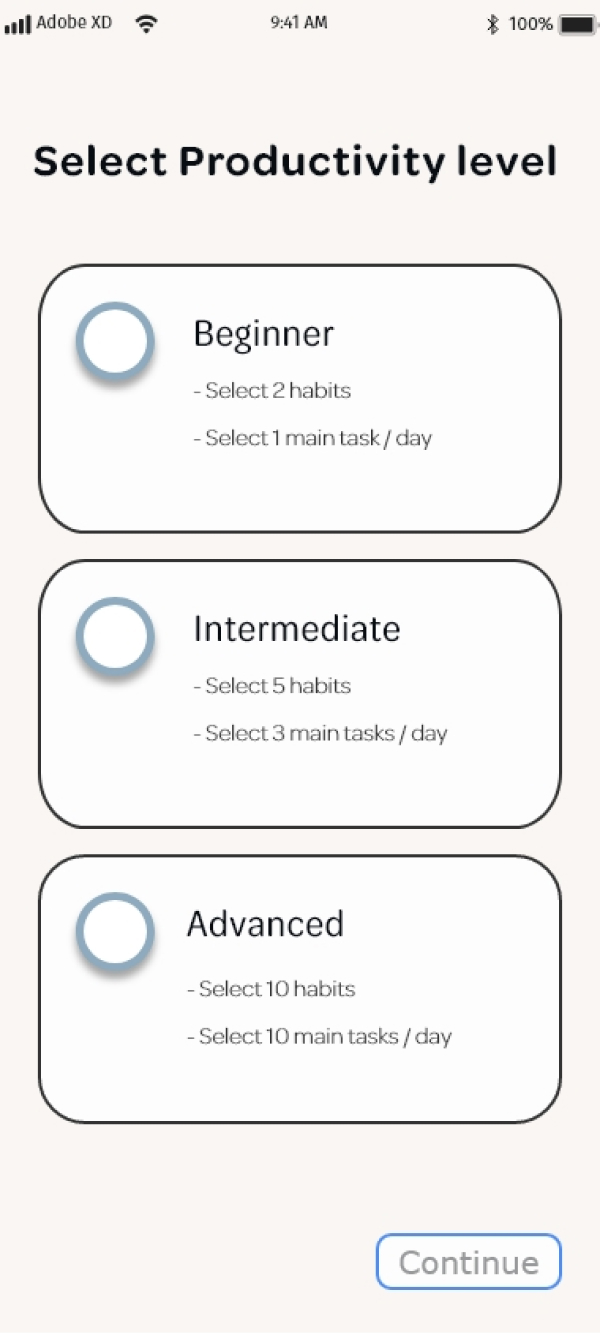 Adobe XD 9:41 AM 100%
Select Productivity level
Beginner
- Select 2 habits
- Select 1 main task / day
Intermediate
- Select 5 habits
- Select 3 main tasks / day
Advanced
- Select 10 habits
- Select 10 main tasks / day
Continue